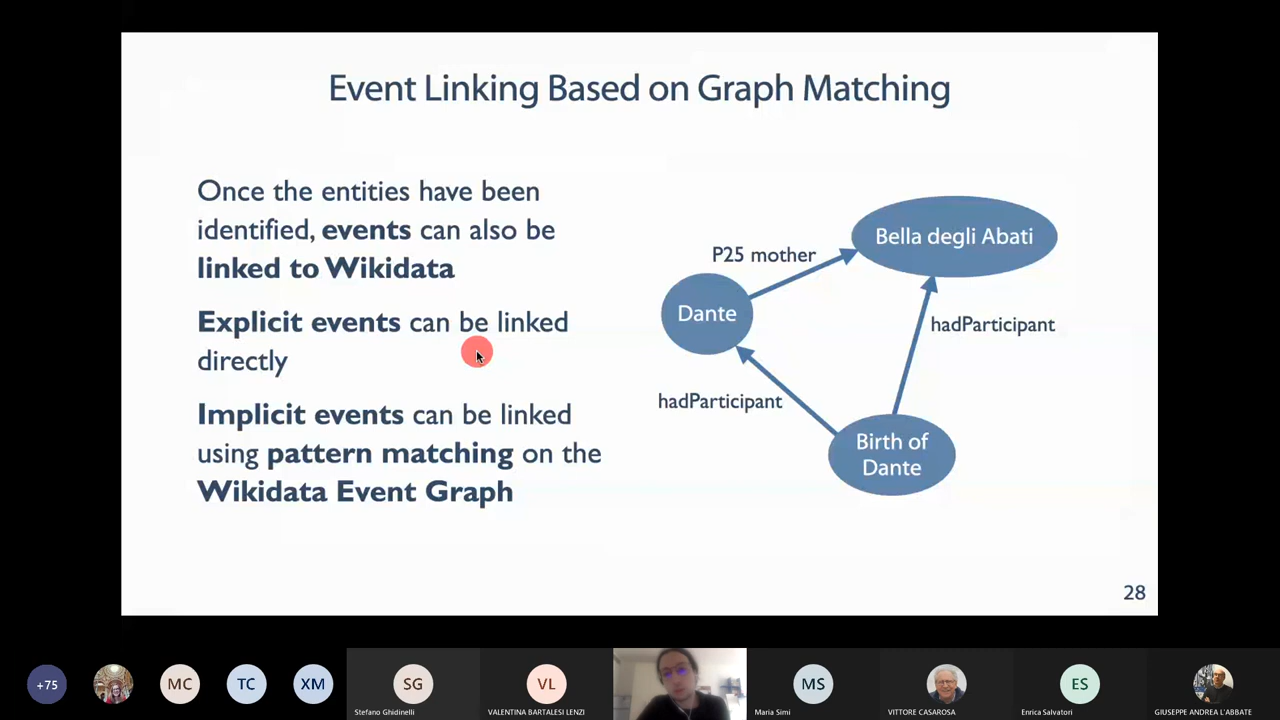 Event Linking Based on Graph Matching
Once the entities have been
identified, events can also be
linked to Wikidata
Explicit events can be linked
directly
Implicit events can be linked
using pattern matching on the
Wikidata Event Graph
Bella degli Abati
P25 mother
Dante
hadParticipant
hadParticipant
Birth of
Dante
28
+75
MC
TC
XM
SG
Stefano Ghidinelli
VL
VALENTINA BARTALESI LENZI
MS
Maria Simi
VITTORE CASAROSA
ES
Enrica Salvatori
GIUSEPPE ANDREA L'ABBATE